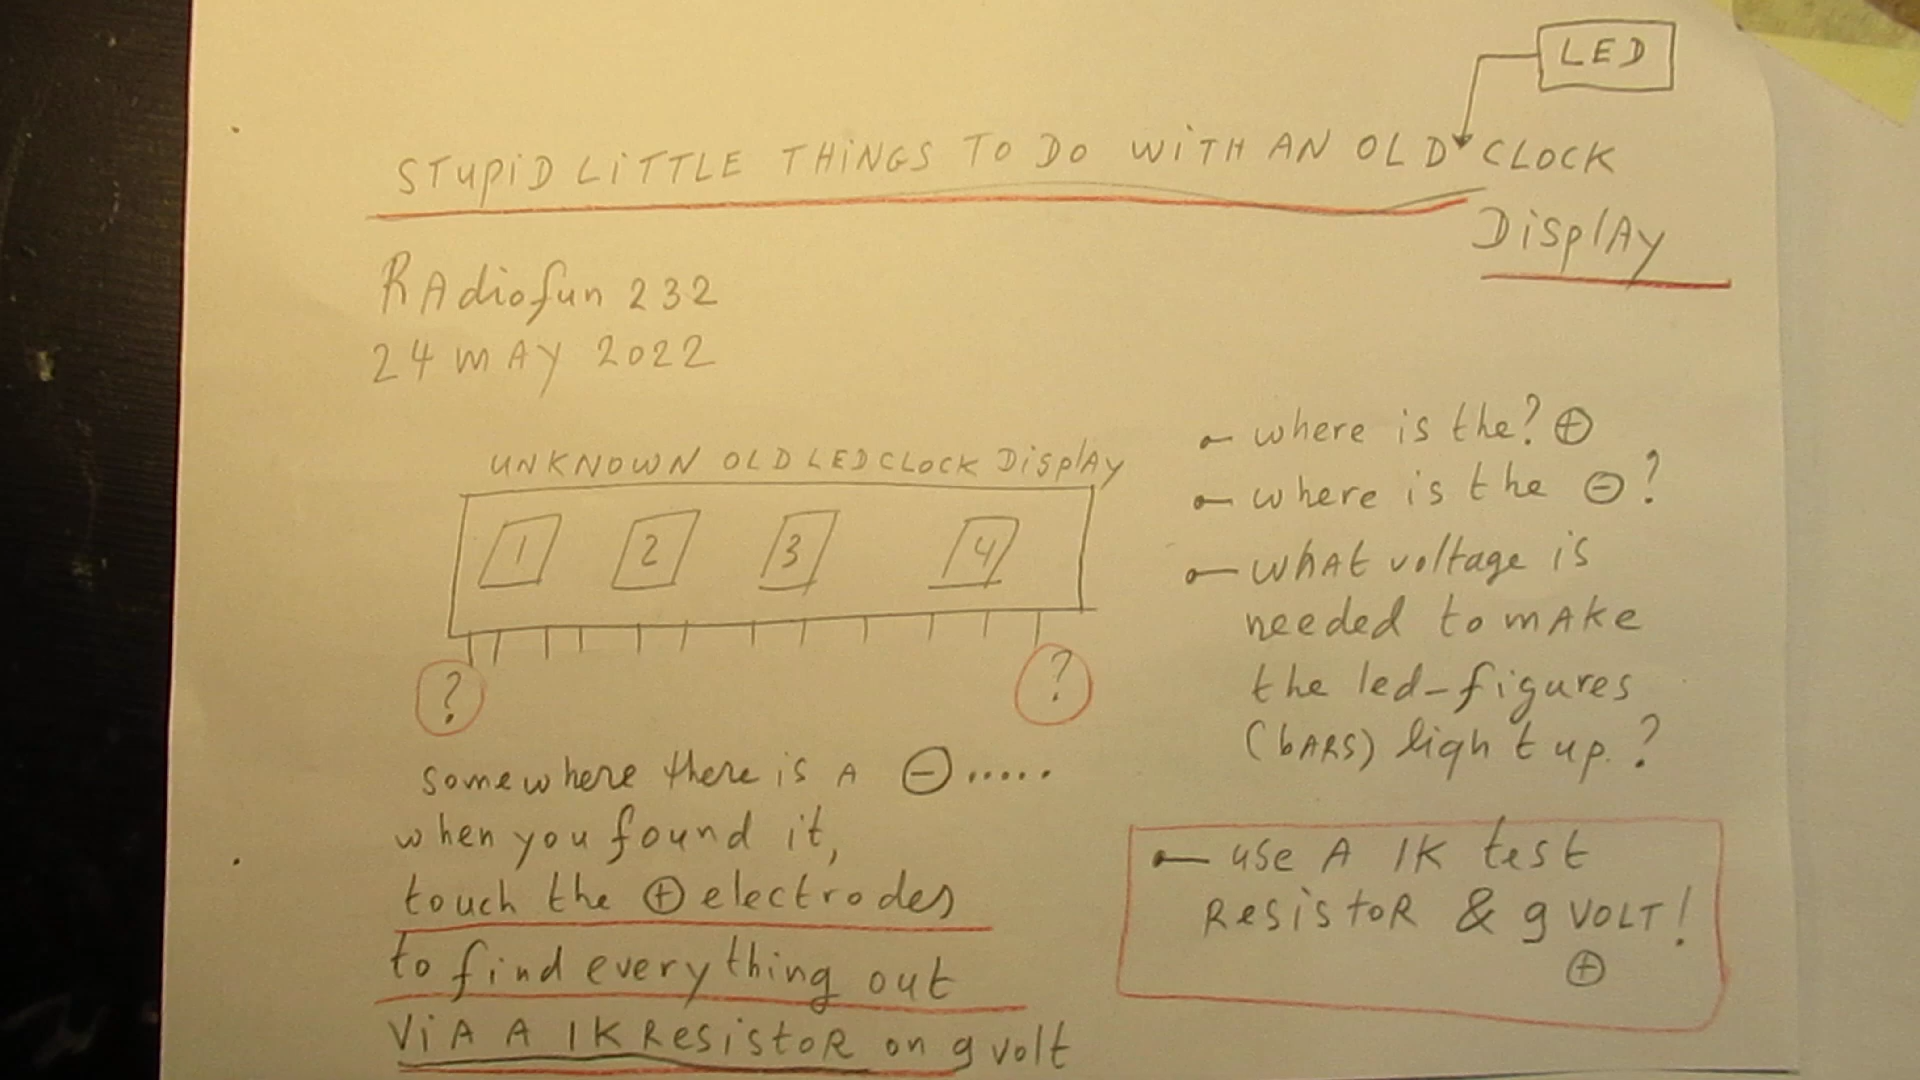 LED
STUPID LITTLE THINGS TO DO WITH AN OLD CLOCK
DISPLAY
RAdiofun 232
24 MAY 2022
UNKNOWN OLD LED CLOCK DISPLAY
1 2 3 4
? ?
somewhere there is A ⊖.....
when you found it,
touch the ⊕ electrodes
to find everything out
ViA A 1K ResistoR on 9 volt
- where is the? ⊕
- where is the ⊖?
- whAt voltage is
needed to mAke
the led-figures
(bARS) light up.?
- use A 1K test
ResistoR & 9 VOLT!
⊕